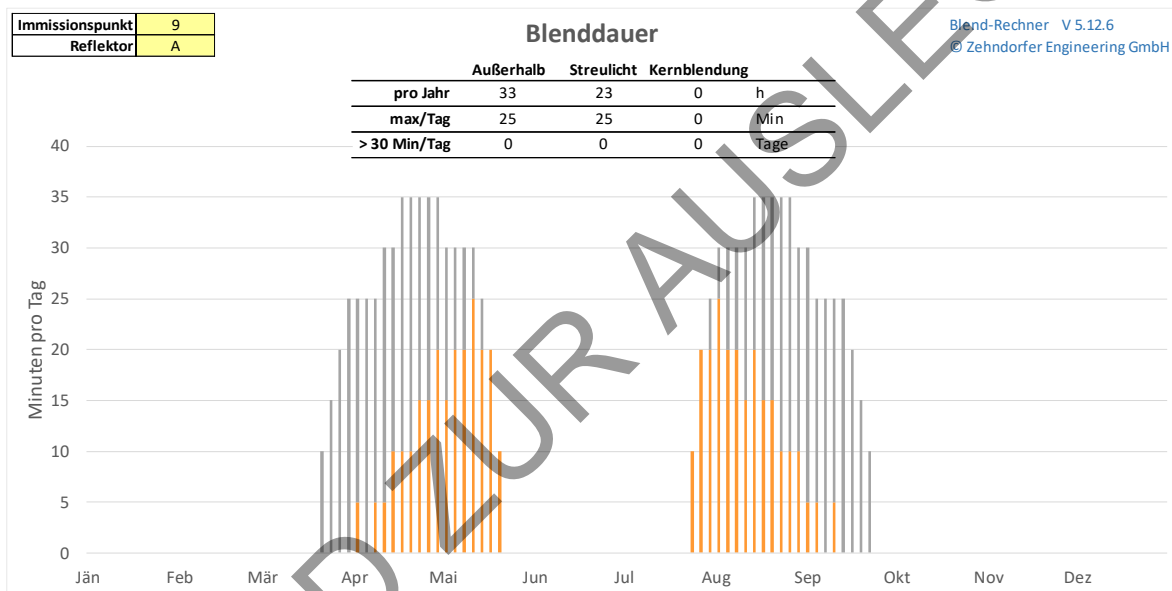 Immissionspunkt 9
Reflektor A
Blenddauer
Blend-Rechner V 5.12.6
© Zehndorfer Engineering GmbH
Außerhalb Streulicht Kernblendung
pro Jahr 33 23 0 h
max/Tag 25 25 0 Min
> 30 Min/Tag 0 0 0 Tage
Minuten pro Tag
40
35
30
25
20
15
10
5
0
Jän Feb Mär Apr Mai Jun Jul Aug Sep Okt Nov Dez
D ZUR AUSLE